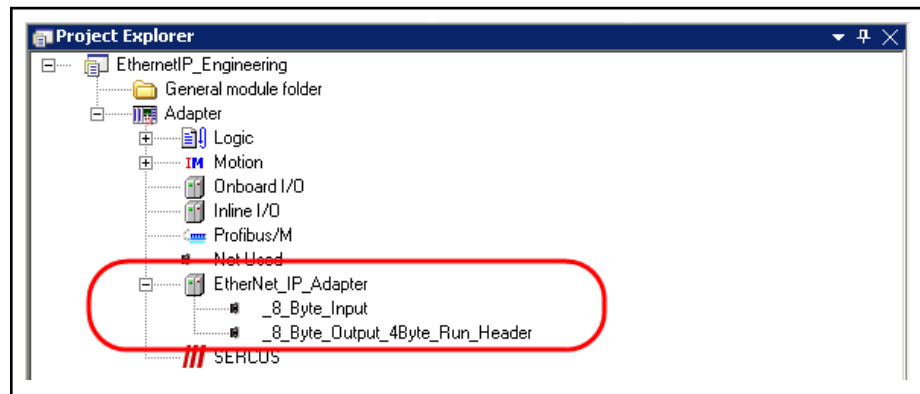 Project Explorer
EthernetIP_Engineering
General module folder
Adapter
Logic
IM Motion
Onboard I/O
Inline I/O
Profibus/M
Not Used
EtherNet_IP_Adapter
_8_Byte_Input
_8_Byte_Output_4Byte_Run_Header
SERCOS